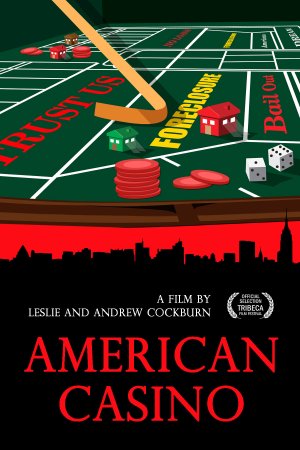 TRUST US
FORECLOSURE
Bail Out
A FILM BY
LESLIE AND ANDREW COCKBURN
OFFICIAL
SELECTION
TRIBECA
FILM FESTIVAL
AMERICAN
CASINO